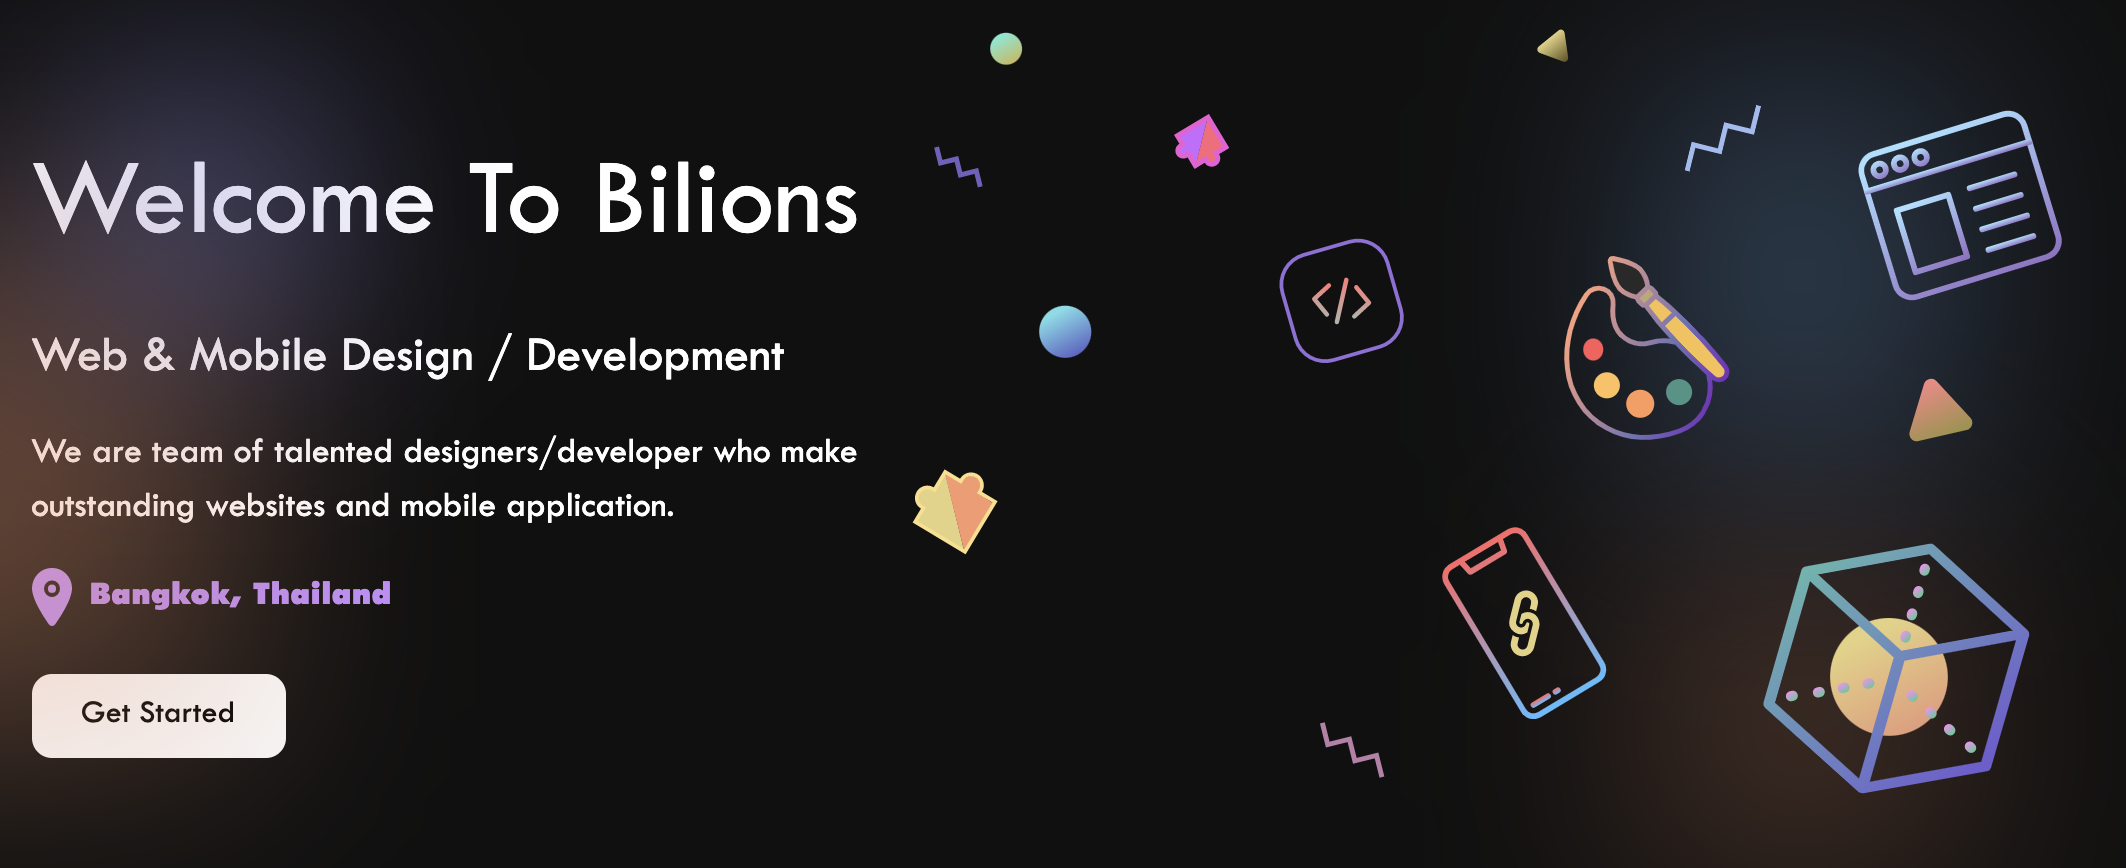 Welcome To Bilions
Web & Mobile Design / Development
We are team of talented designers/developer who make
outstanding websites and mobile application.
Bangkok, Thailand
Get Started
</>